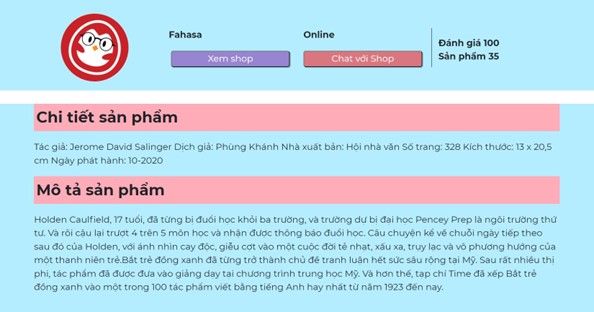 Fahasa
Online
Xem shop
Chat với Shop
Đánh giá 100
Sản phẩm 35
Chi tiết sản phẩm
Tác giả: Jerome David Salinger Dịch giả: Phùng Khánh Nhà xuất bản: Hội nhà văn Số trang: 328 Kích thước: 13 x 20,5
cm Ngày phát hành: 10-2020
Mô tả sản phẩm
Holden Caulfield, 17 tuổi, đã từng bị đuổi học khỏi ba trường, và trường dự bị đại học Pencey Prep là ngôi trường thứ
tư. Và rồi cậu lại trượt 4 trên 5 môn học và nhận được thông báo đuổi học. Câu chuyện kể về chuỗi ngày tiếp theo
sau đó của Holden, với ánh nhìn cay độc, giễu cợt vào một cuộc đời tẻ nhạt, xấu xa, trụy lạc và vô phương hướng của
một thanh niên trẻ.Bắt trẻ đồng xanh đã từng trở thành chủ đề tranh luận hết sức sâu rộng tại Mỹ. Sau rất nhiều thị
phi, tác phẩm đã được đưa vào giảng dạy tại chương trình trung học Mỹ. Và hơn thế, tạp chí Time đã xếp Bắt trẻ
đồng xanh vào một trong 100 tác phẩm viết bằng tiếng Anh hay nhất từ năm 1923 đến nay.